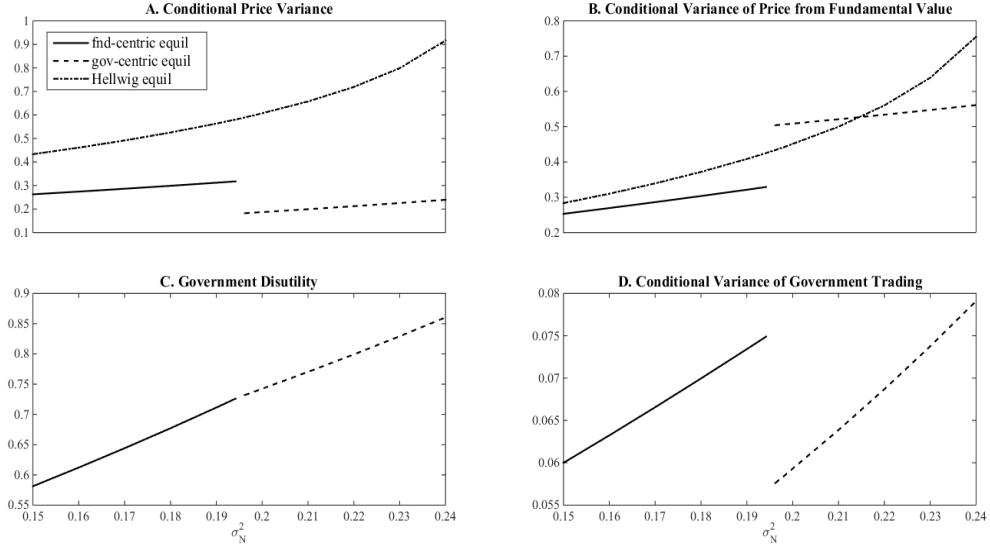 A. Conditional Price Variance
1
0.9
0.8
0.7
0.6
0.5
0.4
0.3
0.2
0.1
fnd-centric equil
gov-centric equil
Hellwig equil
B. Conditional Variance of Price from Fundamental Value
0.8
0.7
0.6
0.5
0.4
0.3
0.2
C. Government Disutility
0.9
0.85
0.8
0.75
0.7
0.65
0.6
0.55
0.15 0.16 0.17 0.18 0.19 0.2 0.21 0.22 0.23 0.24
σ²_N
D. Conditional Variance of Government Trading
0.08
0.075
0.07
0.065
0.06
0.055
0.15 0.16 0.17 0.18 0.19 0.2 0.21 0.22 0.23 0.24
σ²_N